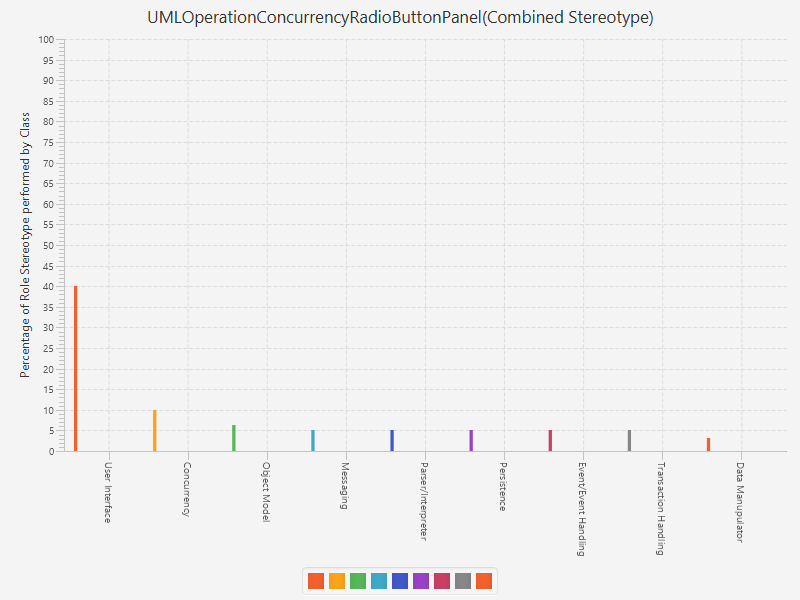 UMLOperationConcurrencyRadioButtonPanel(Combined Stereotype)
Percentage of Role Stereotype performed by Class
100
95
90
85
80
75
70
65
60
55
50
45
40
35
30
25
20
15
10
5
0
User Interface
Concurrency
Object Model
Messaging
Parser/Interpreter
Persistence
Event/Event Handling
Transaction Handling
Data Manupulator